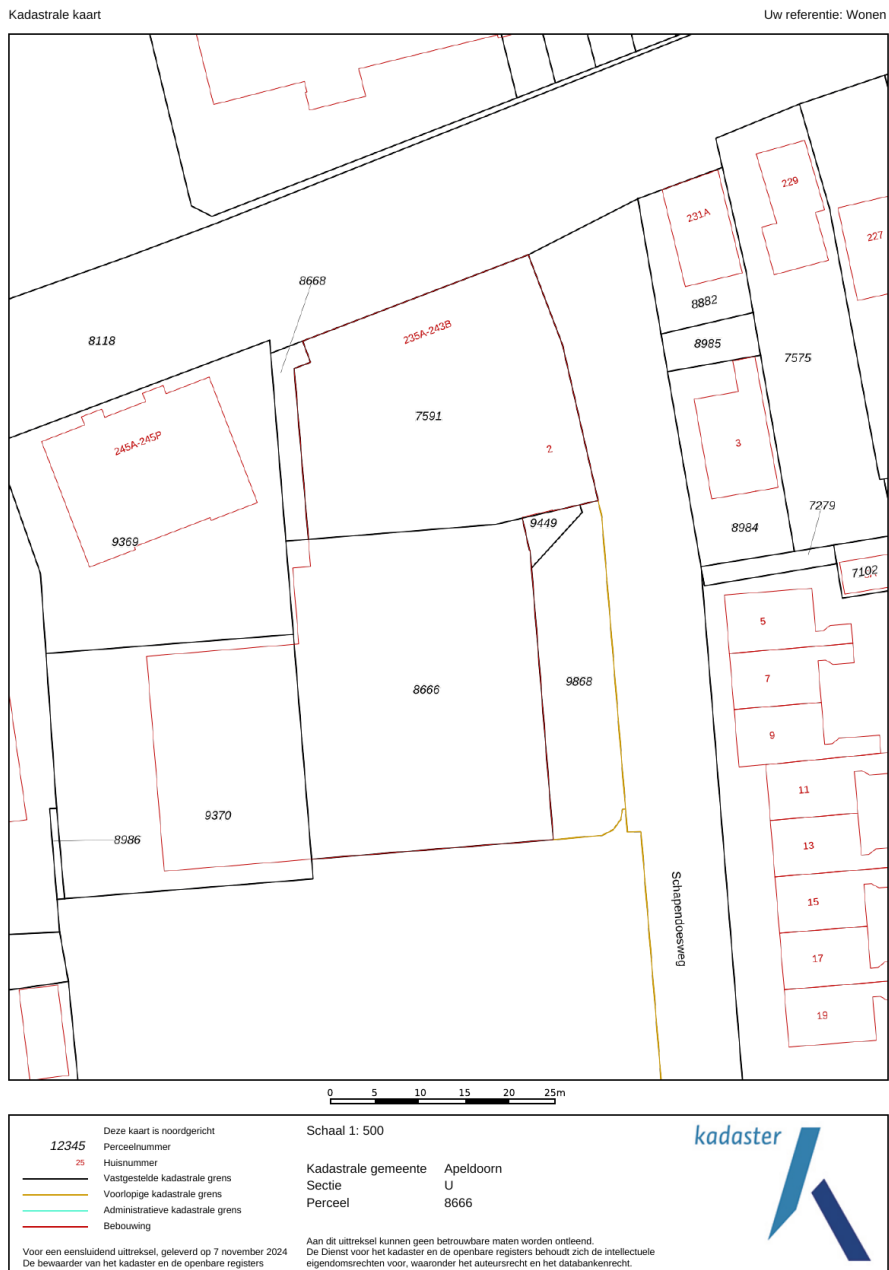 Kadastrale kaart
Uw referentie: Wonen
229
231A
227
8668
8882
235A-243B
8118
8985
7575
7591
245A-245P
3
2
7279
9449
8984
9369
7102
5
7
9868
8666
9
11
9370
8986
13
15
Schapendoesweg
17
19
0 5 10 15 20 25m
Deze kaart is noordgericht
12345 Perceelnummer
25 Huisnummer
Vastgestelde kadastrale grens
Voorlopige kadastrale grens
Administratieve kadastrale grens
Bebouwing
Voor een eensluidend uittreksel, geleverd op 7 november 2024
De bewaarder van het kadaster en de openbare registers
Schaal 1: 500
Kadastrale gemeente Apeldoorn
Sectie U
Perceel 8666
Aan dit uittreksel kunnen geen betrouwbare maten worden ontleend.
De Dienst voor het kadaster en de openbare registers behoudt zich de intellectuele
eigendomsrechten voor, waaronder het auteursrecht en het databankenrecht.
kadaster